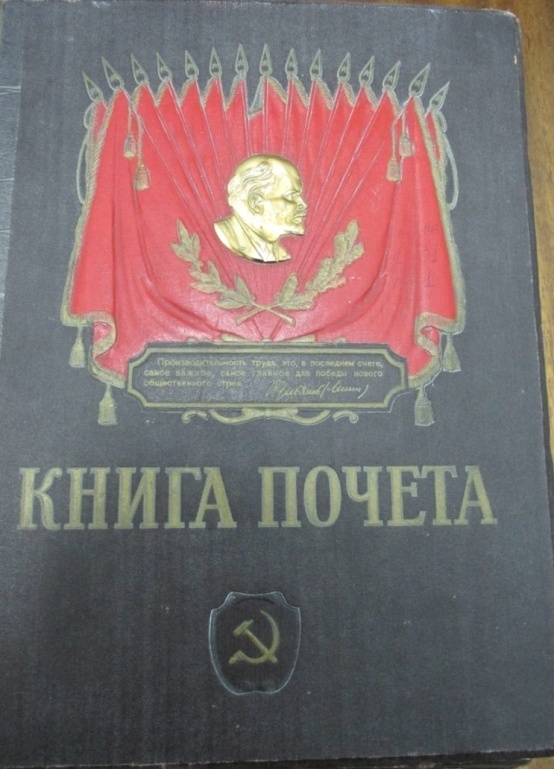 Производительность труда, это, в последнем счете,
самое важное, самое главное для победы нового
общественного строя.
КНИГА ПОЧЕТА